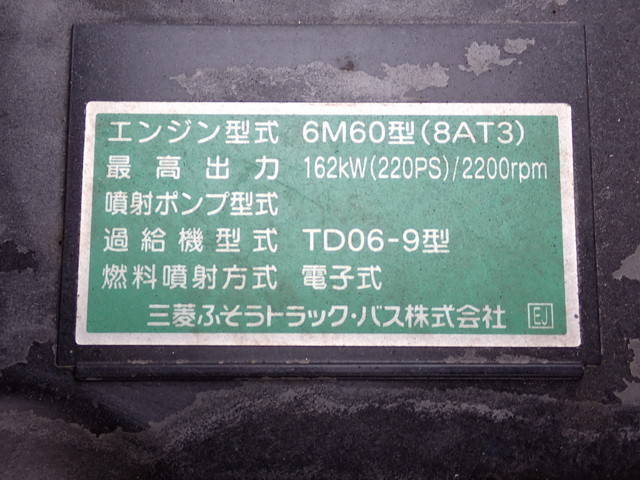 エンジン型式 6M60型(8AT3)
最高出力 162kW(220PS)/2200rpm
噴射ポンプ型式
過給機型式 TD06-9型
燃料噴射方式 電子式
三菱ふそうトラック・バス株式会社 EJ